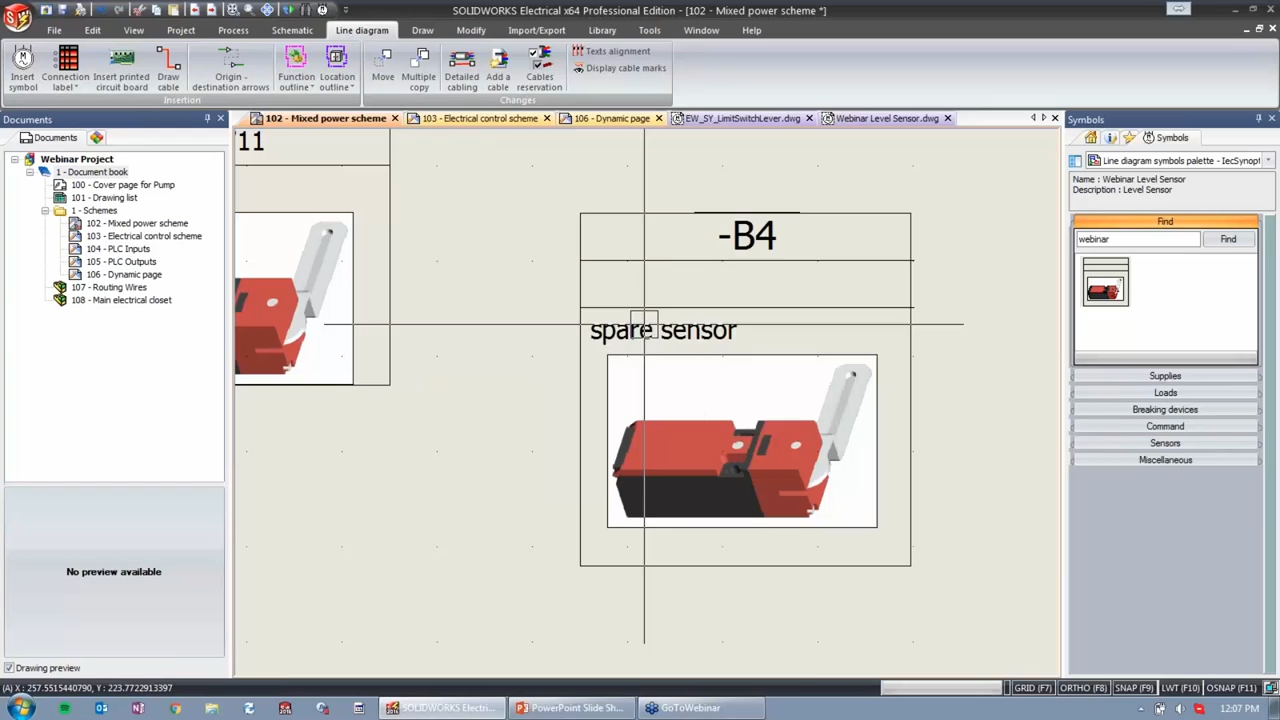 SOLIDWORKS Electrical x64 Professional Edition - [102 - Mixed power scheme *]
File Edit View Project Process Schematic Line diagram Draw Modify Import/Export Library Tools Window Help
Insert symbol
Connection label
Insert printed circuit board
Draw cable
Origin - destination arrows
Function outline
Location outline
Move
Multiple copy
Detailed cabling
Add a cable
Cables reservation
Texts alignment
Display cable marks
Insertion
Changes
Documents
102 - Mixed power scheme
103 - Electrical control scheme
106 - Dynamic page
EW_SY_LimitSwitchLever.dwg
Webinar Level Sensor.dwg
Symbols
Documents
Webinar Project
1 - Document book
100 - Cover page for Pump
101 - Drawing list
1 - Schemes
102 - Mixed power scheme
103 - Electrical control scheme
104 - PLC Inputs
105 - PLC Outputs
106 - Dynamic page
107 - Routing Wires
108 - Main electrical closet
No preview available
Drawing preview
11
-B4
spare sensor
Symbols
Line diagram symbols palette - IecSynopt
Name : Webinar Level Sensor
Description : Level Sensor
Find
webinar
Find
Supplies
Loads
Breaking devices
Command
Sensors
Miscellaneous
(A) X : 257.5515440790, Y : 223.7722913397
GRID (F7) ORTHO (F8) SNAP (F9) LWT (F10) OSNAP (F11)
SOLIDWORKS Electri...
PowerPoint Slide Sh...
GoToWebinar
12:07 PM